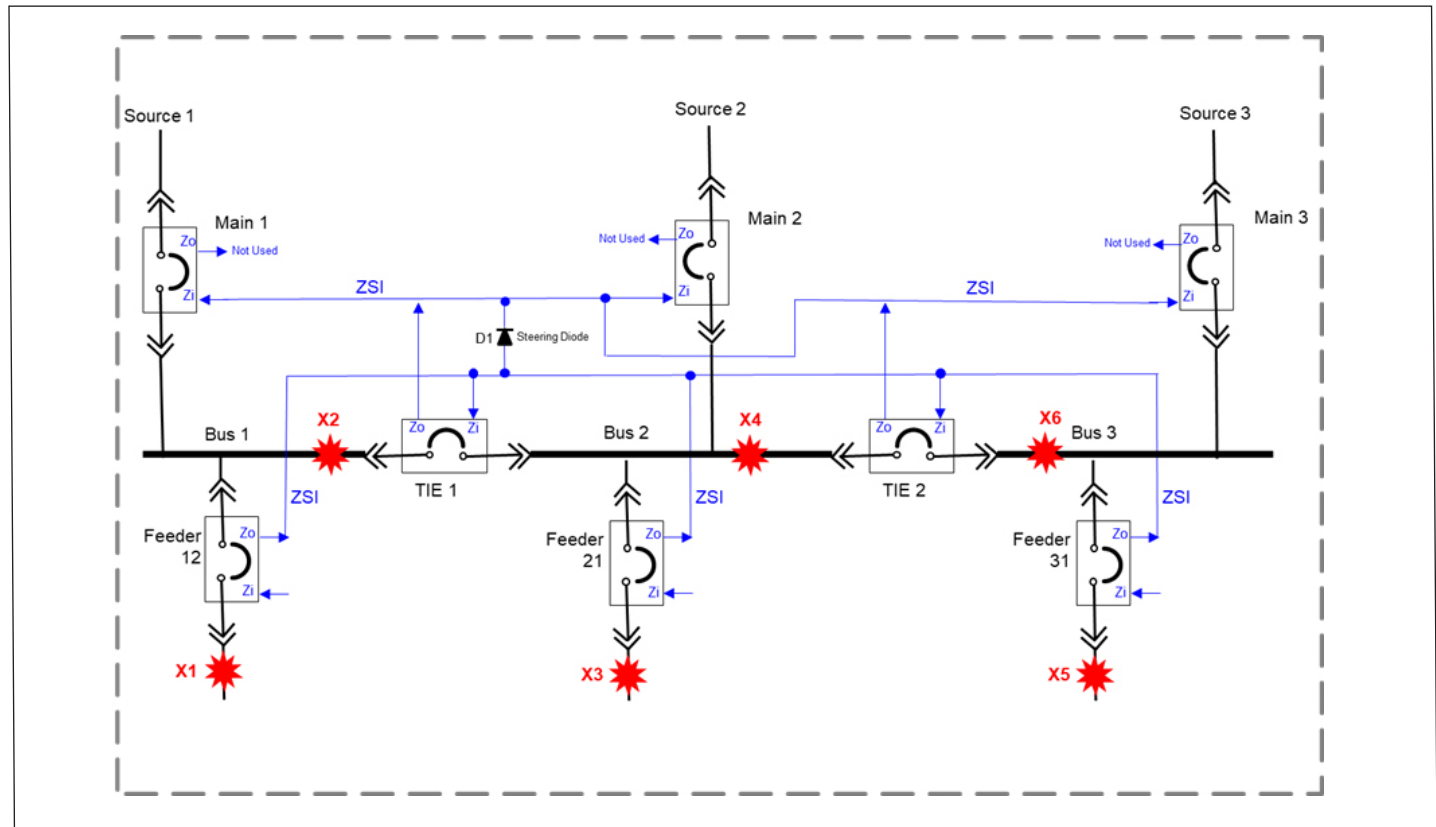 Source 1
Source 2
Source 3
Main 1
Main 2
Main 3
Zo
Not Used
Not Used
Zo
Not Used
Zo
Zi
ZSI
Zi
ZSI
Zi
D1
Steering Diode
X2
Bus 1
Zo
Zi
TIE 1
Bus 2
X4
Zo
Zi
TIE 2
X6
Bus 3
ZSI
ZSI
ZSI
Feeder
12
Zo
Zi
Feeder
21
Zo
Zi
Feeder
31
Zo
Zi
X1
X3
X5